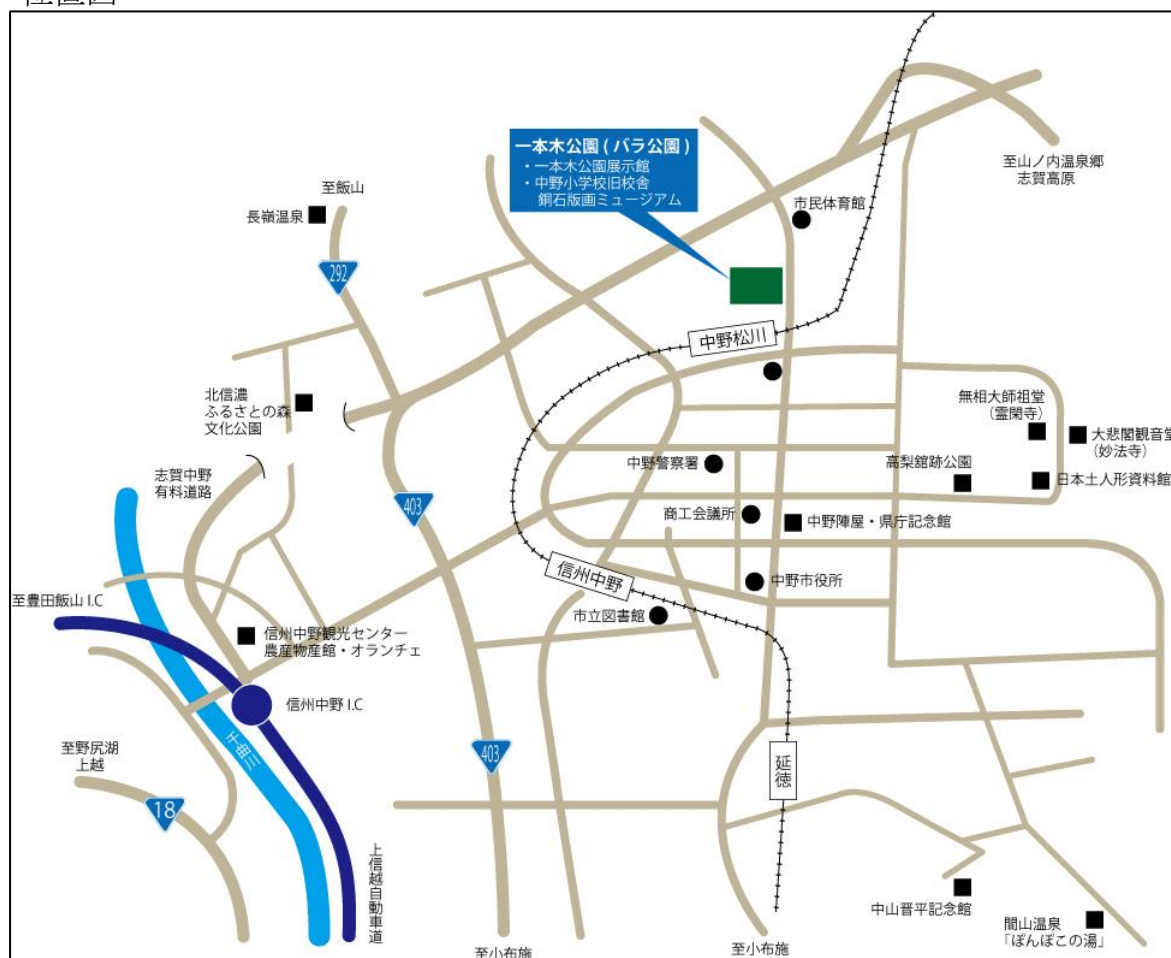 一本木公園(バラ公園)
・一本木公園展示館
・中野小学校旧校舎
銅石版画ミュージアム
至山ノ内温泉郷
志賀高原
至飯山
長嶺温泉
市民体育館
292
中野松川
北信濃
ふるさとの森
文化公園
無相大師祖堂
(霊閑寺)
大悲閣観音堂
(妙法寺)
中野警察署
高梨舘跡公園
日本土人形資料館
志賀中野
有料道路
403
商工会議所
中野陣屋・県庁記念館
信州中野
中野市役所
至豊田飯山 I.C
市立図書館
信州中野観光センター
農産物産館・オランチェ
信州中野 I.C
千曲川
至野尻湖
上越
403
延徳
18
上信越自動車道
中山晋平記念館
間山温泉
「ぽんぽこの湯」
至小布施
至小布施